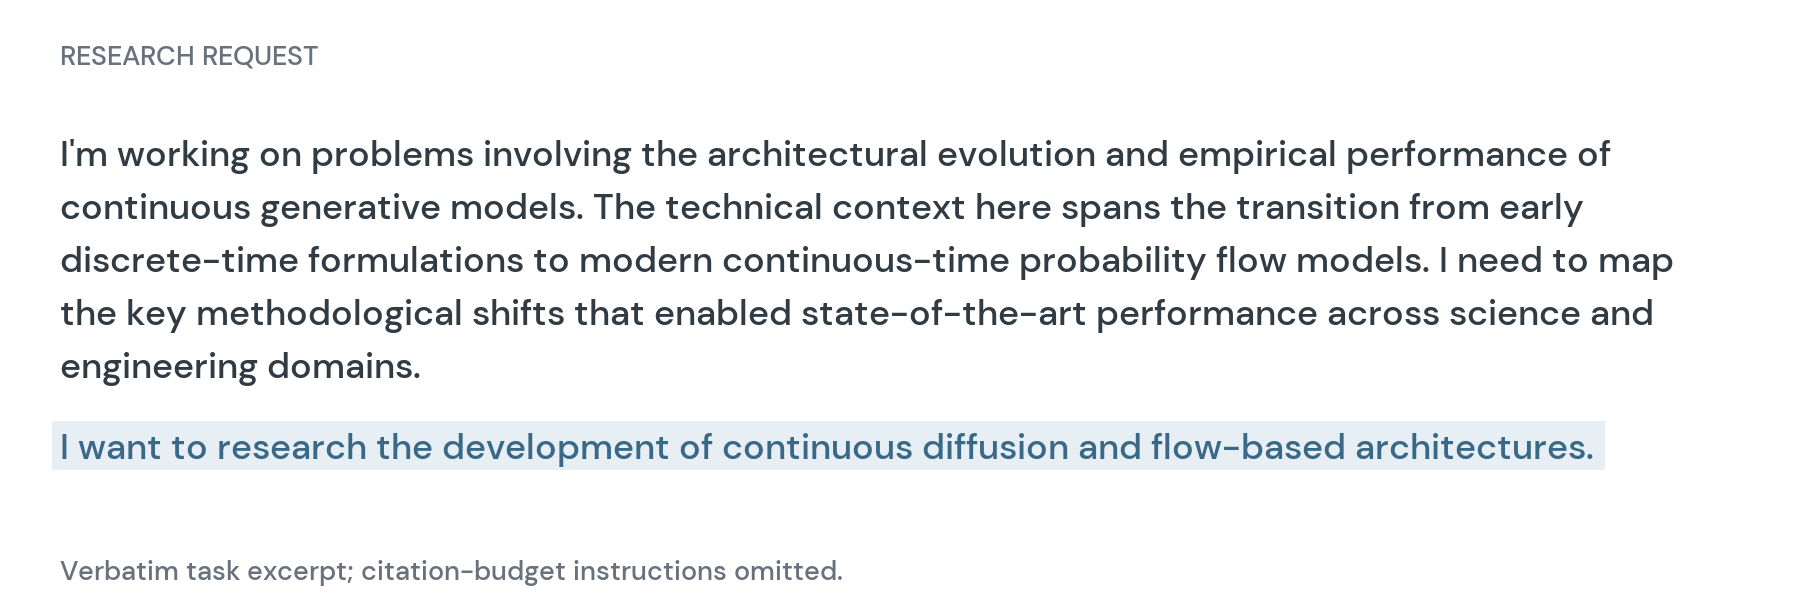 RESEARCH REQUEST
I'm working on problems involving the architectural evolution and empirical performance of
continuous generative models. The technical context here spans the transition from early
discrete-time formulations to modern continuous-time probability flow models. I need to map
the key methodological shifts that enabled state-of-the-art performance across science and
engineering domains.
I want to research the development of continuous diffusion and flow-based architectures.
Verbatim task excerpt; citation-budget instructions omitted.